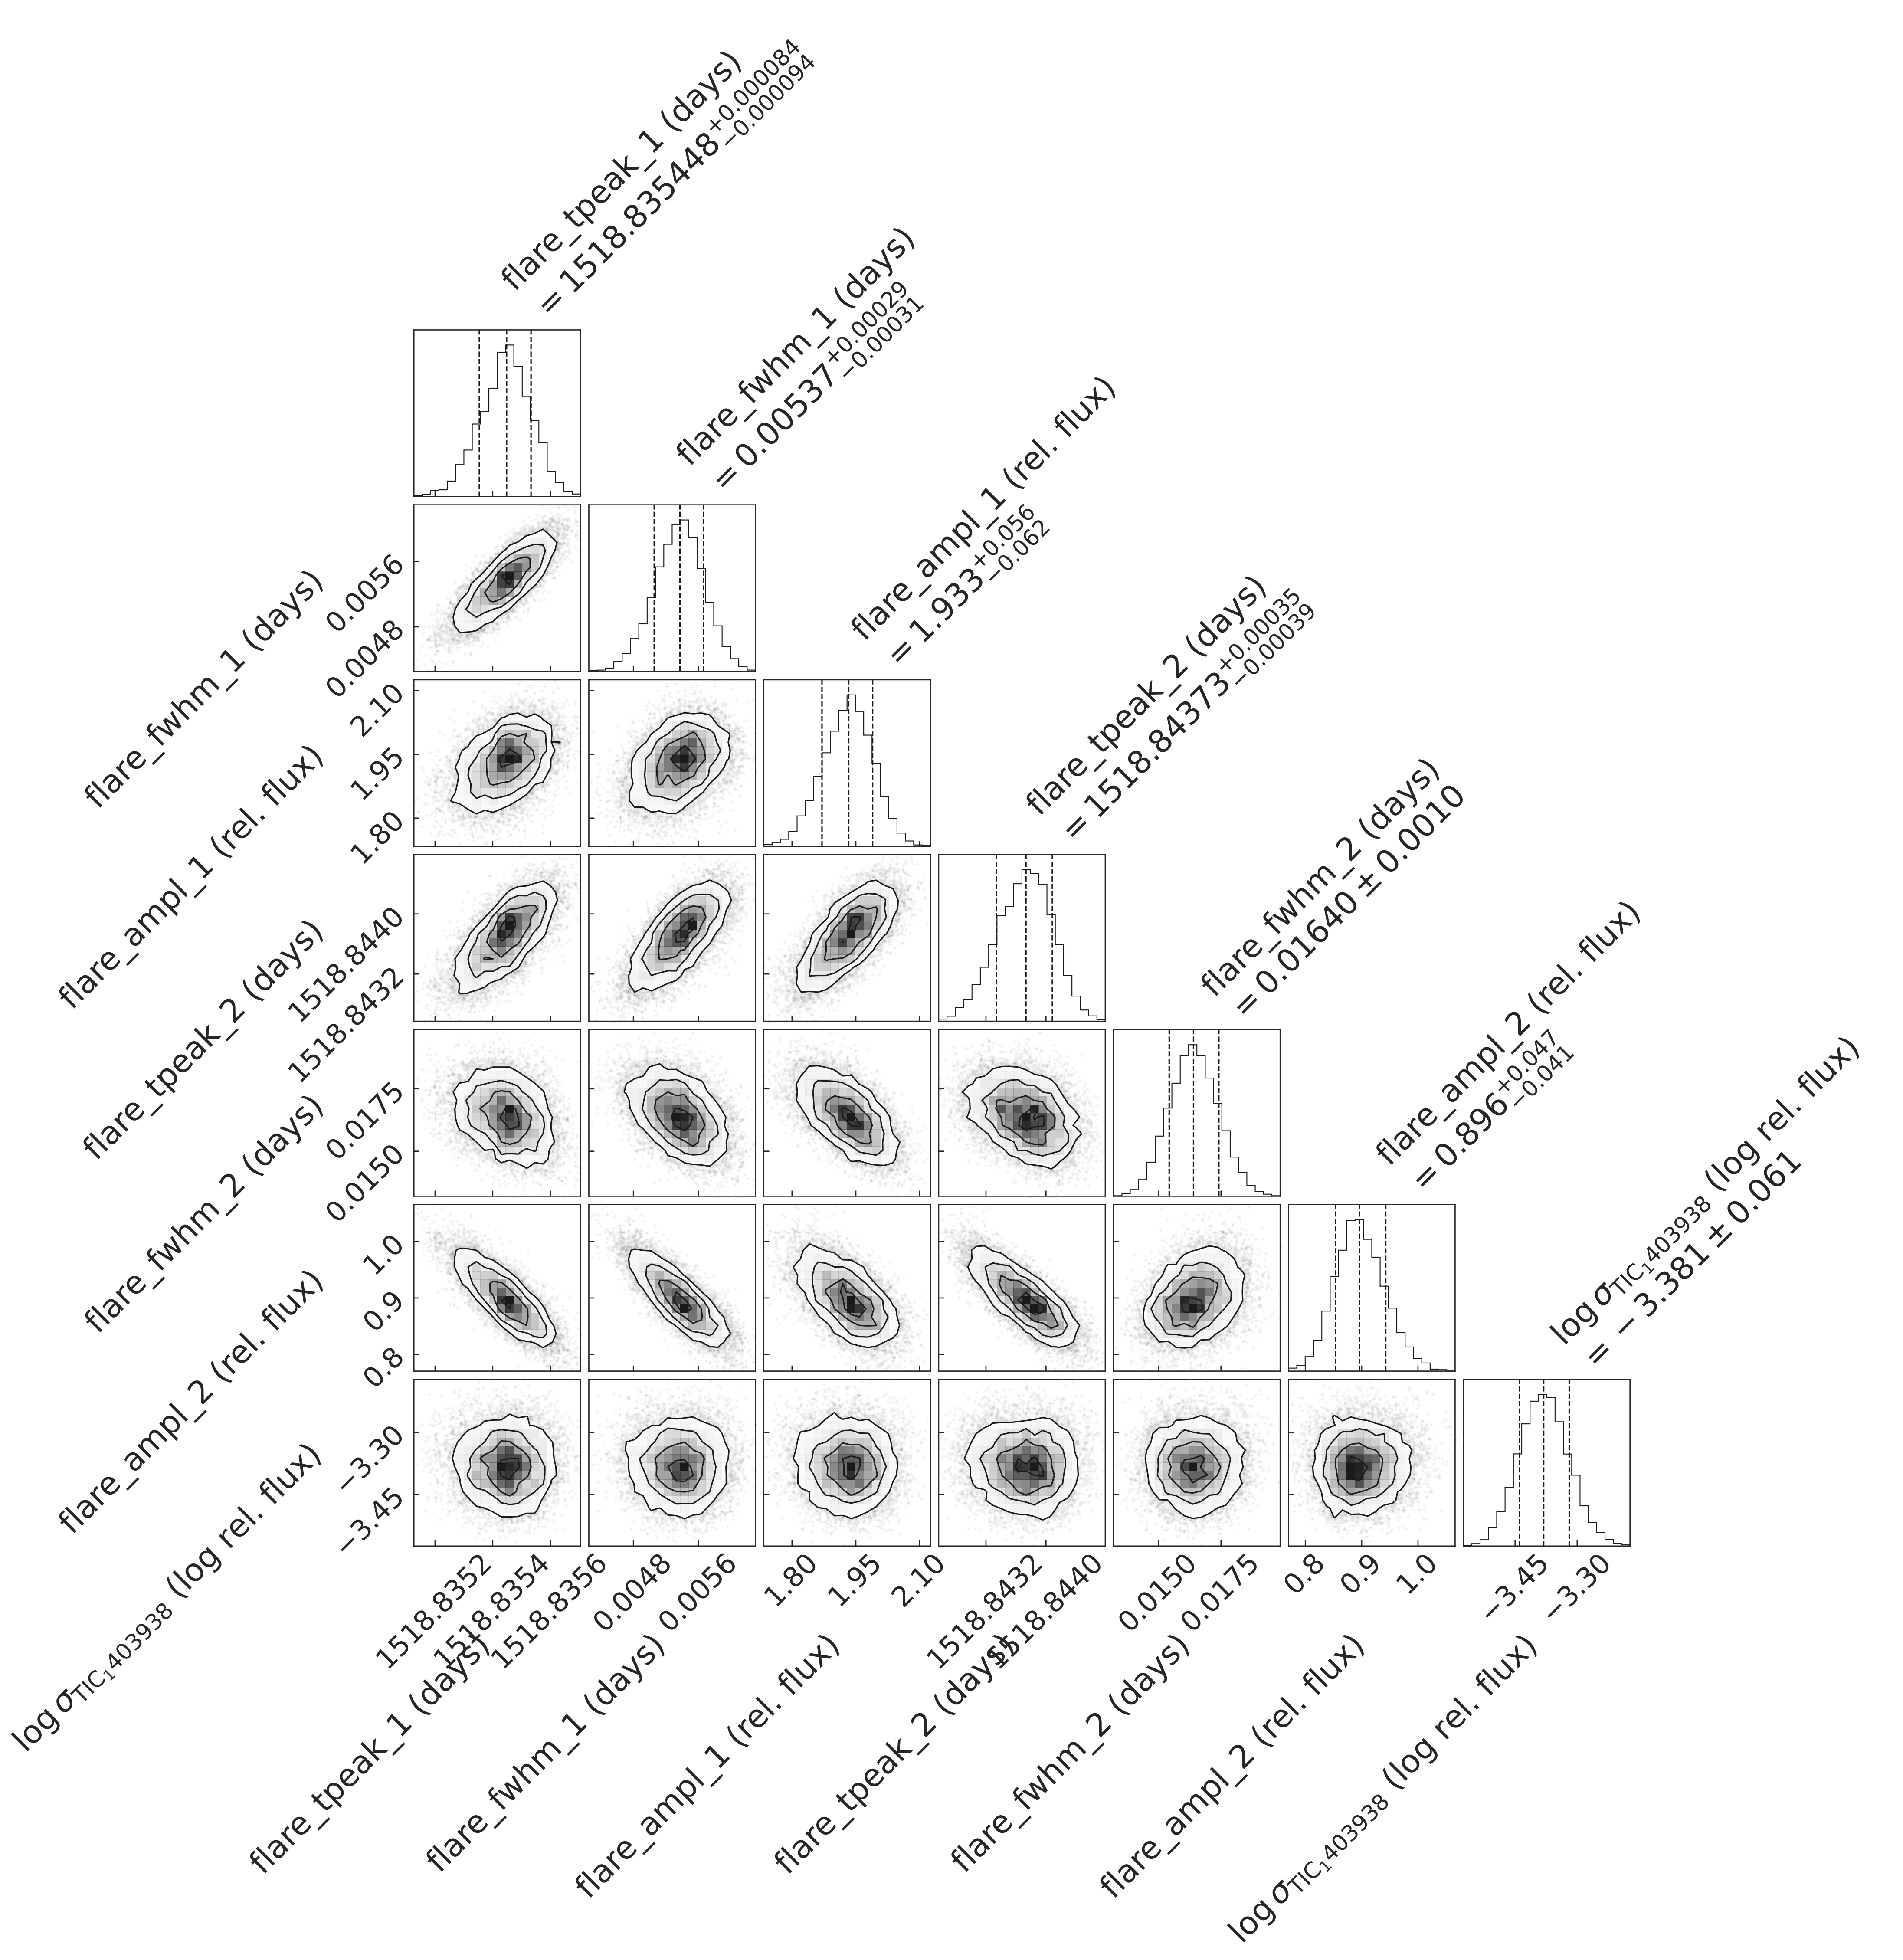 flare_tpeak_1 (days)
= 1518.835448^{+0.000084}_{−0.000094}
flare_fwhm_1 (days)
= 0.00537^{+0.00029}_{−0.00031}
flare_ampl_1 (rel. flux)
= 1.933^{+0.056}_{−0.062}
flare_tpeak_2 (days)
= 1518.84373^{+0.00035}_{−0.00039}
flare_fwhm_2 (days)
= 0.01640 ± 0.0010
flare_ampl_2 (rel. flux)
= 0.896^{+0.047}_{−0.041}
log σ_{TIC_1403938} (log rel. flux)
= −3.381 ± 0.061
flare_fwhm_1 (days)
0.0056
0.0048
flare_ampl_1 (rel. flux)
2.10
1.95
1.80
flare_tpeak_2 (days)
1518.8440
1518.8432
flare_fwhm_2 (days)
0.0175
0.0150
flare_ampl_2 (rel. flux)
1.0
0.9
0.8
log σ_{TIC_1403938} (log rel. flux)
−3.30
−3.45
1518.8352
1518.8354
1518.8356
flare_tpeak_1 (days)
0.0048
0.0056
flare_fwhm_1 (days)
1.80
1.95
2.10
flare_ampl_1 (rel. flux)
1518.8432
1518.8440
flare_tpeak_2 (days)
0.0150
0.0175
flare_fwhm_2 (days)
0.8
0.9
1.0
flare_ampl_2 (rel. flux)
−3.45
−3.30
log σ_{TIC_1403938} (log rel. flux)